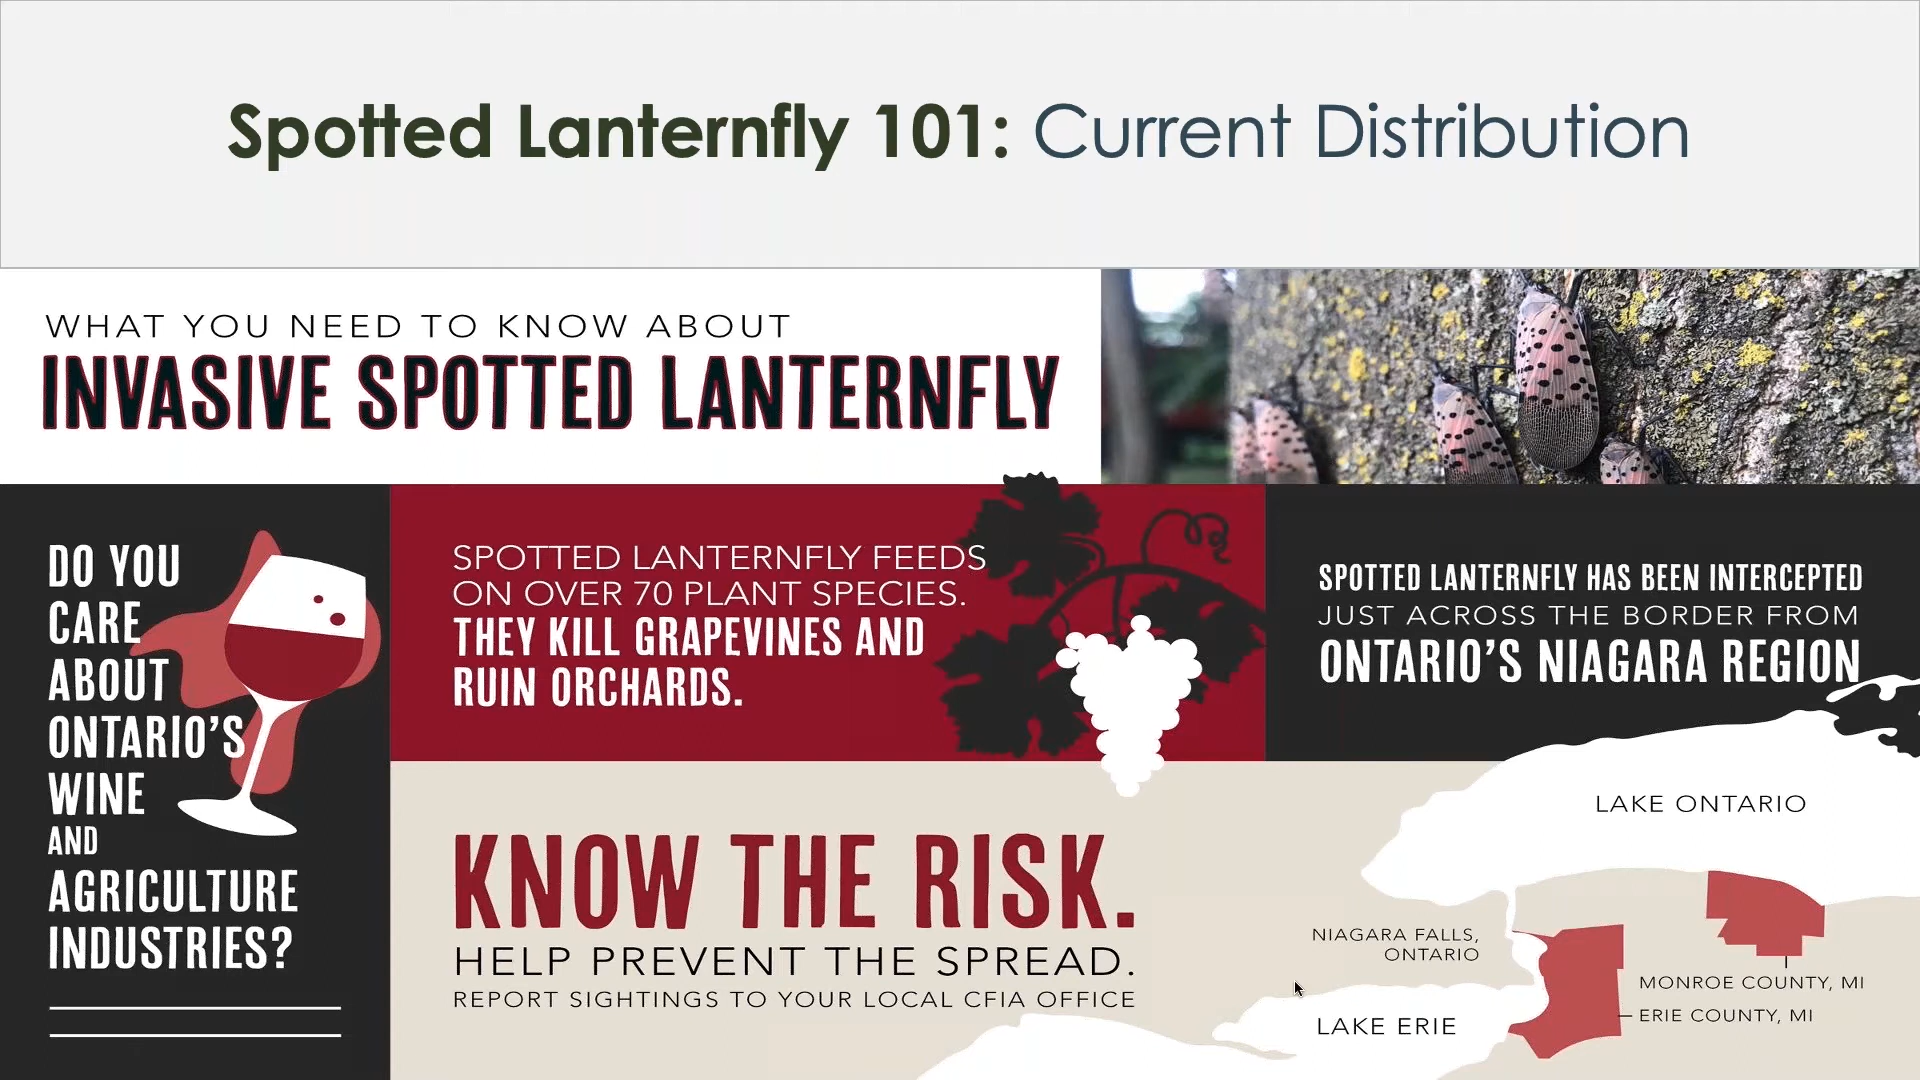 Spotted Lanternfly 101: Current Distribution
WHAT YOU NEED TO KNOW ABOUT
INVASIVE SPOTTED LANTERNFLY
DO YOU
CARE
ABOUT
ONTARIO'S
WINE
AND
AGRICULTURE
INDUSTRIES?
SPOTTED LANTERNFLY FEEDS
ON OVER 70 PLANT SPECIES.
THEY KILL GRAPEVINES AND
RUIN ORCHARDS.
SPOTTED LANTERNFLY HAS BEEN INTERCEPTED
JUST ACROSS THE BORDER FROM
ONTARIO'S NIAGARA REGION
KNOW THE RISK.
HELP PREVENT THE SPREAD.
REPORT SIGHTINGS TO YOUR LOCAL CFIA OFFICE
LAKE ONTARIO
NIAGARA FALLS,
ONTARIO
MONROE COUNTY, MI
ERIE COUNTY, MI
LAKE ERIE